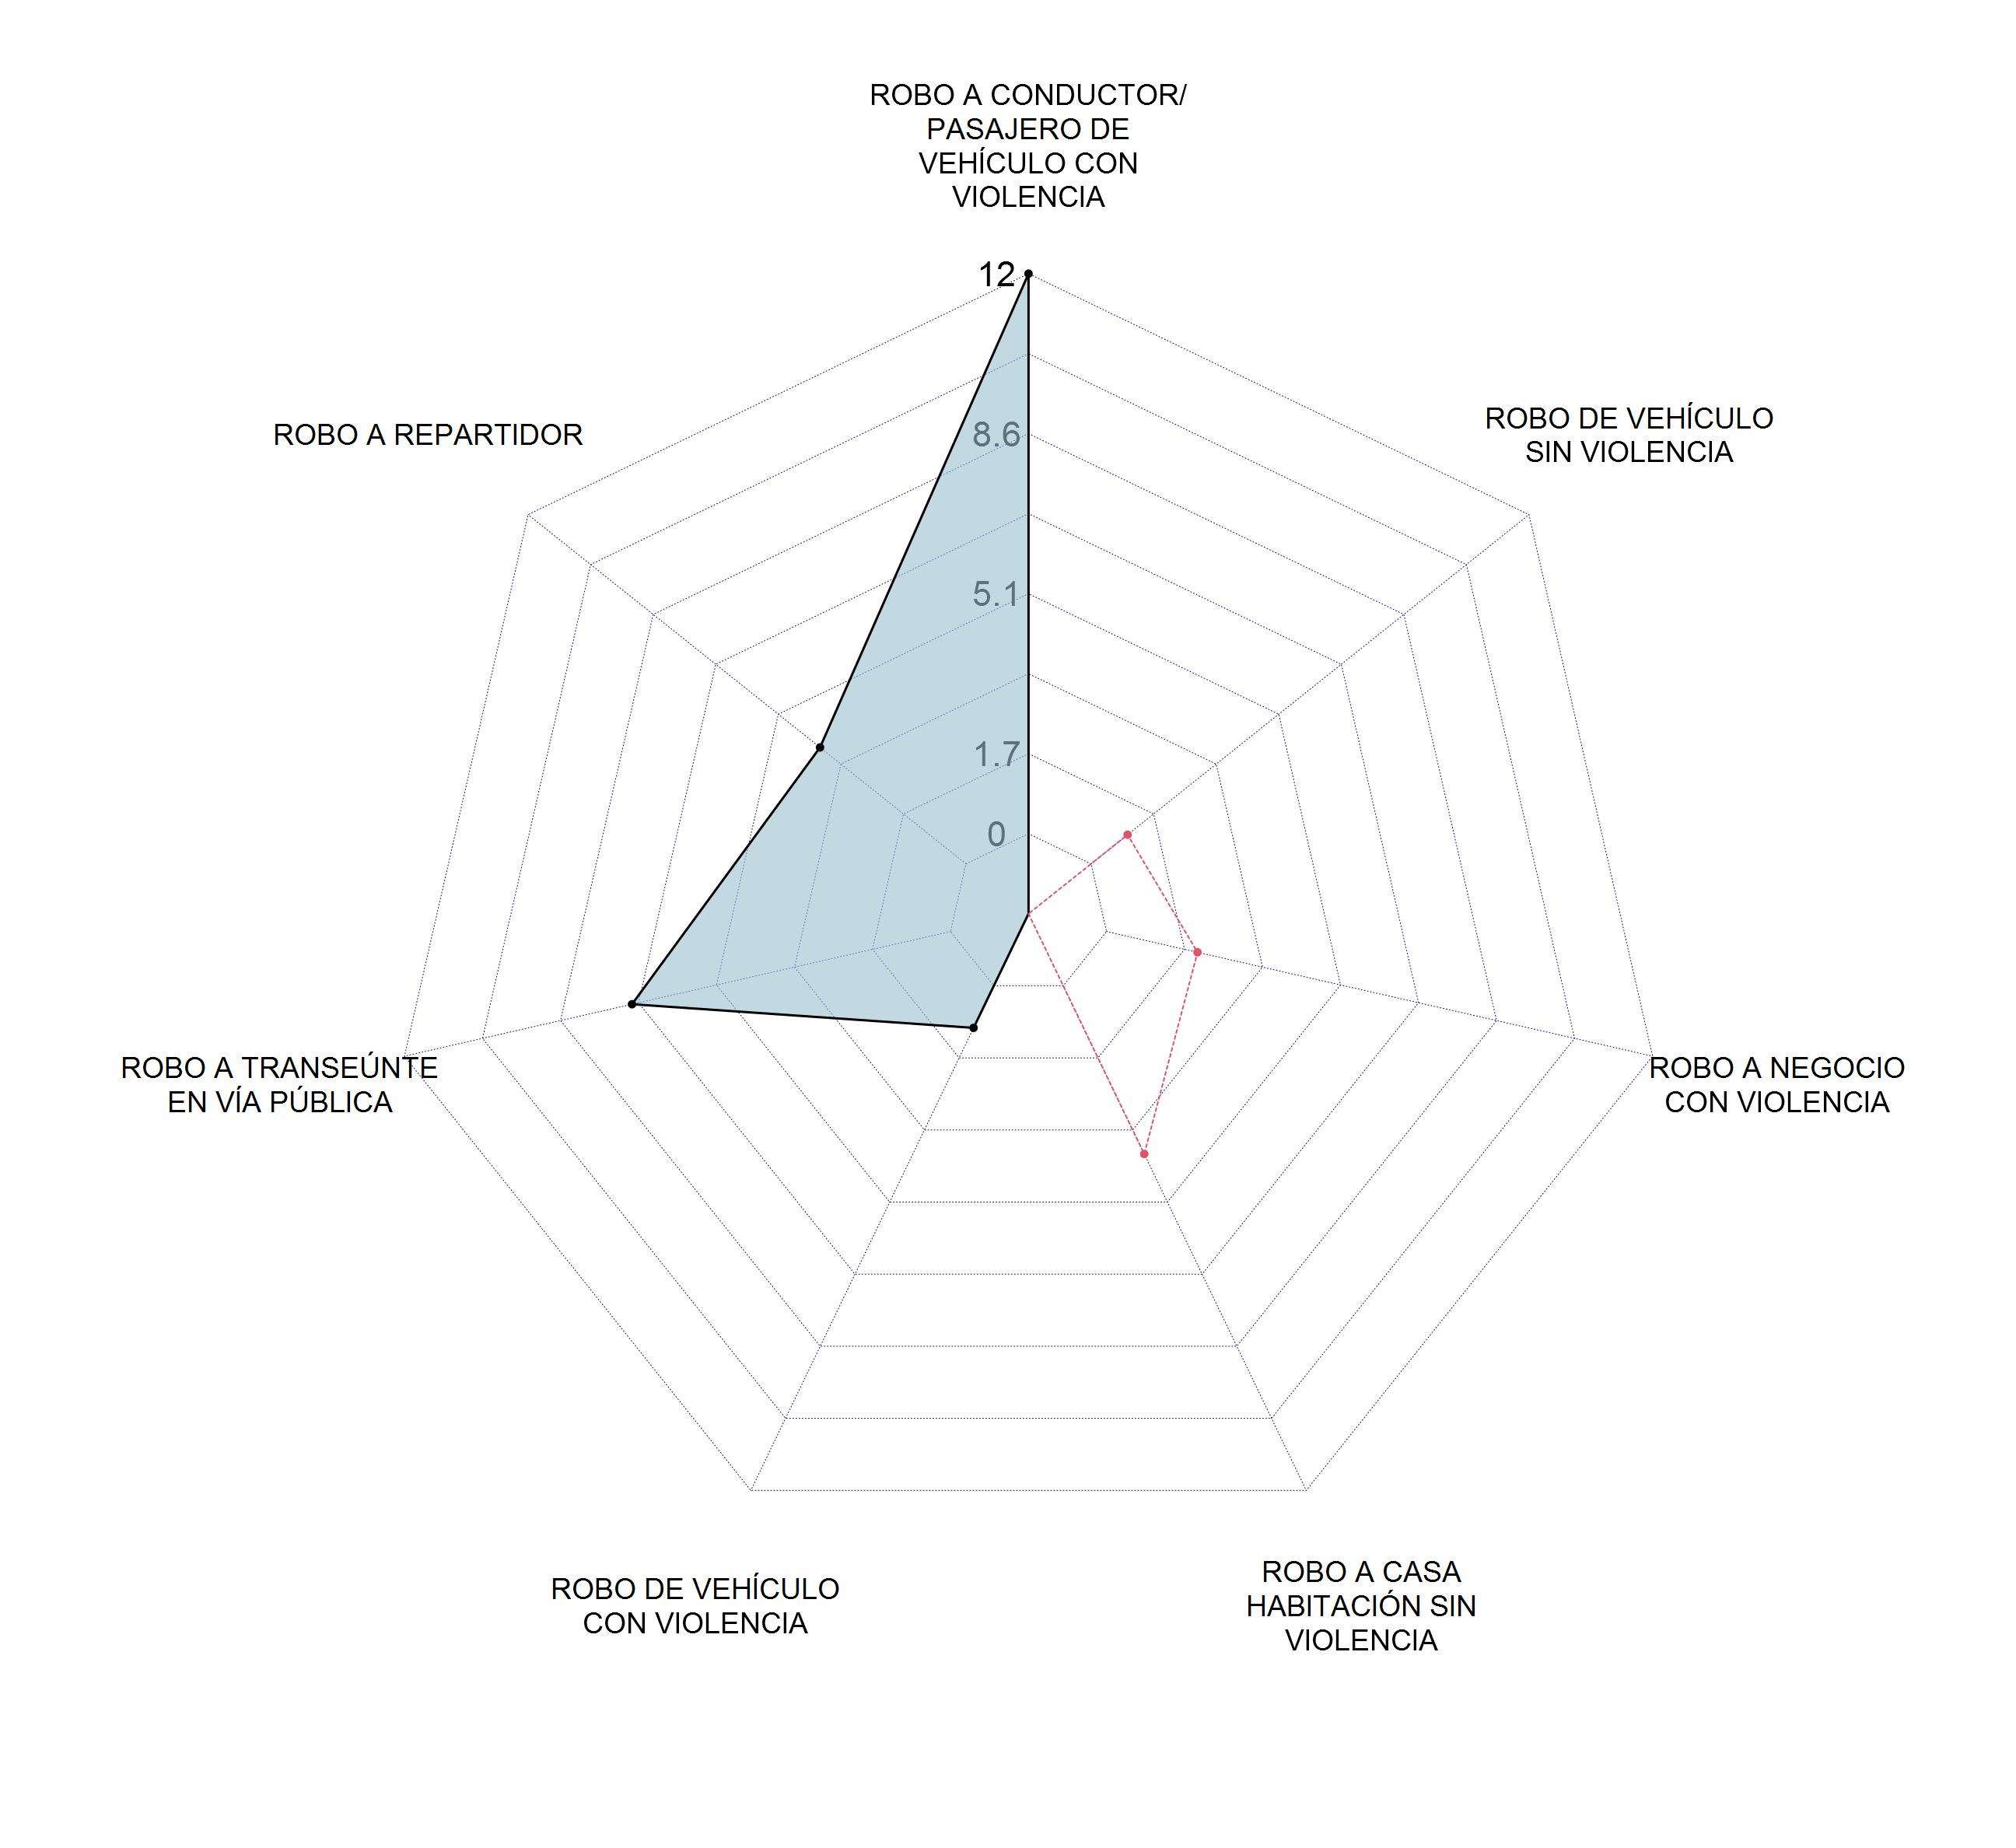 ROBO A CONDUCTOR/
PASAJERO DE
VEHÍCULO CON
VIOLENCIA
12
ROBO A REPARTIDOR
ROBO DE VEHÍCULO
SIN VIOLENCIA
8.6
5.1
1.7
0
ROBO A TRANSEÚNTE
EN VÍA PÚBLICA
ROBO A NEGOCIO
CON VIOLENCIA
ROBO DE VEHÍCULO
CON VIOLENCIA
ROBO A CASA
HABITACIÓN SIN
VIOLENCIA